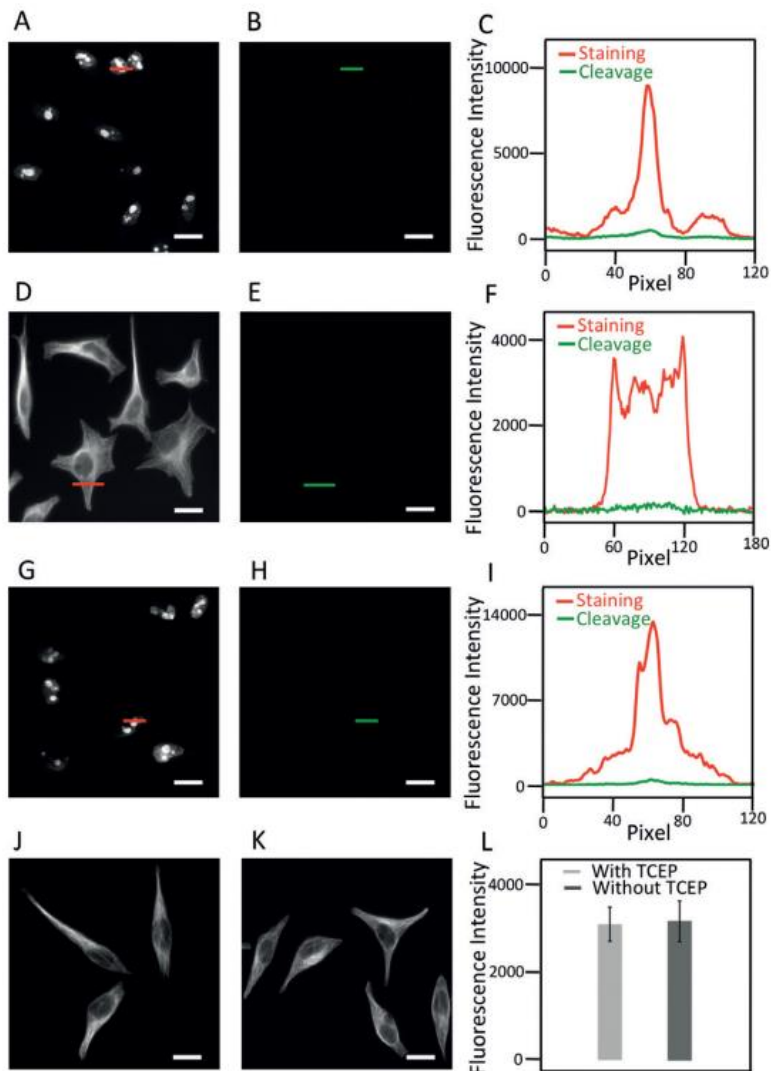 A
B
C
Staining
Cleavage
Fluorescence Intensity
10000
5000
0
0
40
80
120
Pixel
D
E
F
Staining
Cleavage
Fluorescence Intensity
4000
2000
0
0
60
120
180
Pixel
G
H
I
Staining
Cleavage
Fluorescence Intensity
14000
7000
0
0
40
80
120
Pixel
J
K
L
With TCEP
Without TCEP
Fluorescence Intensity
4000
2000
0